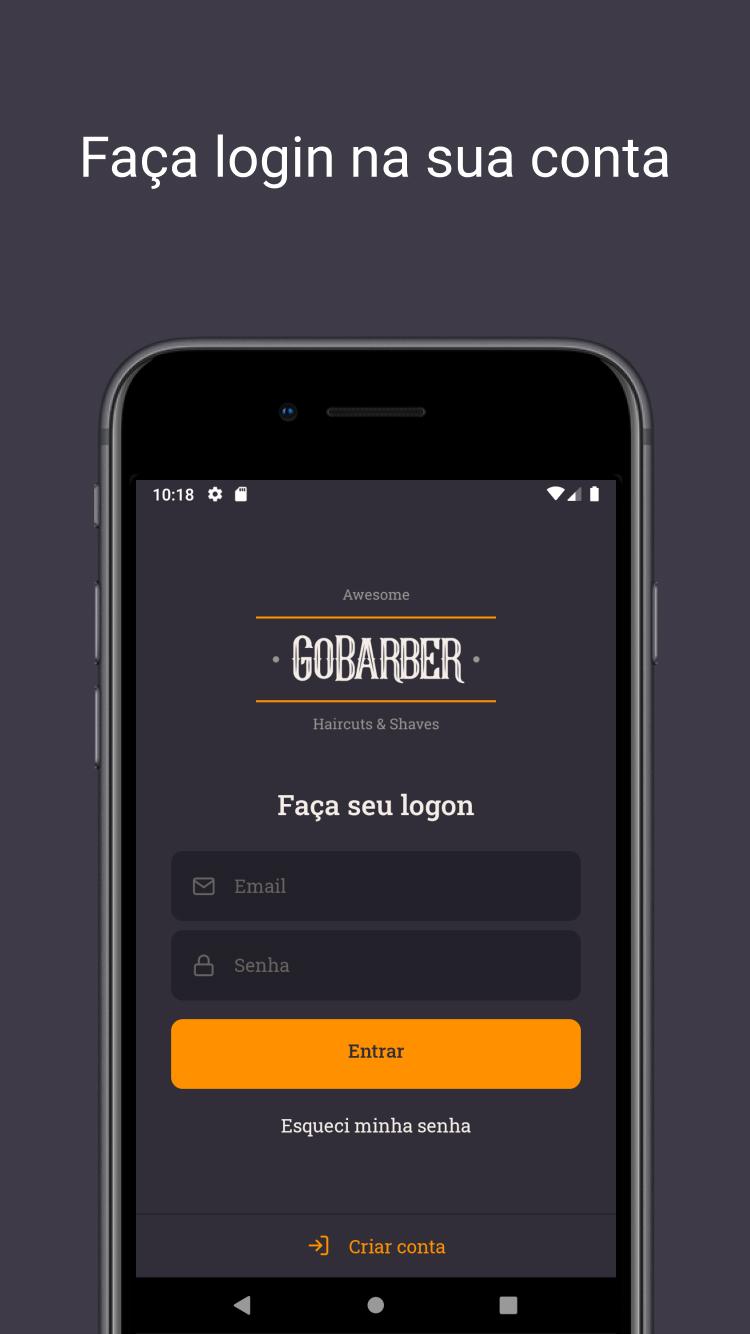 Faça login na sua conta
10:18
Awesome
GOBARBER
Haircuts & Shaves
Faça seu logon
Email
Senha
Entrar
Esqueci minha senha
Criar conta